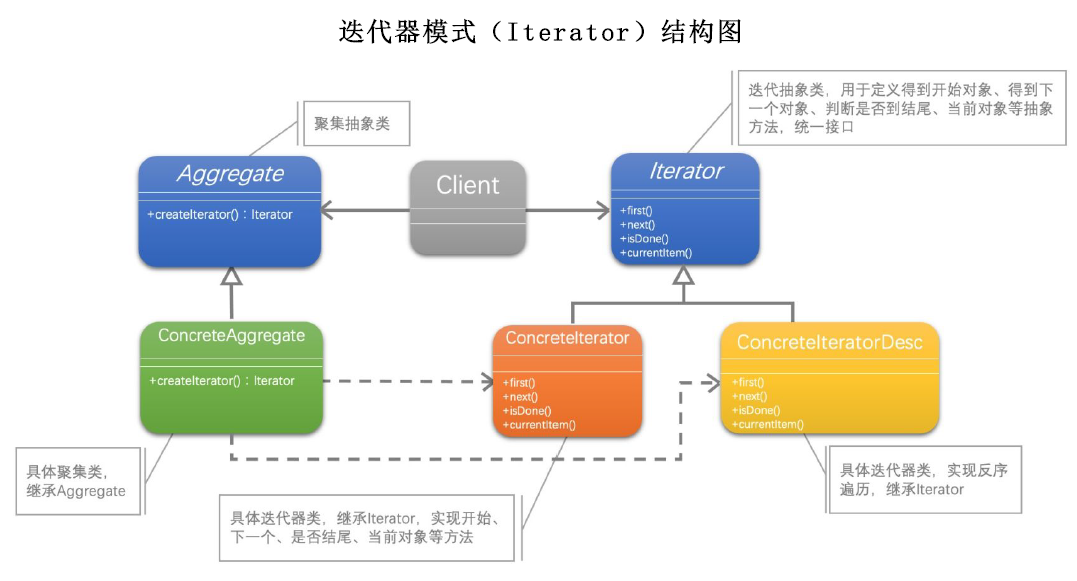 迭代器模式（Iterator）结构图
聚集抽象类
迭代抽象类，用于定义得到开始对象、得到下
一个对象、判断是否到结尾、当前对象等抽象
方法，统一接口
Aggregate
+createIterator()：Iterator
Client
Iterator
+first()
+next()
+isDone()
+currentItem()
ConcreteAggregate
+createIterator()：Iterator
ConcreteIterator
+first()
+next()
+isDone()
+currentItem()
ConcreteIteratorDesc
+first()
+next()
+isDone()
+currentItem()
具体聚集类，
继承Aggregate
具体迭代器类，继承Iterator，实现开始、
下一个、是否结尾、当前对象等方法
具体迭代器类，实现反序
遍历，继承Iterator